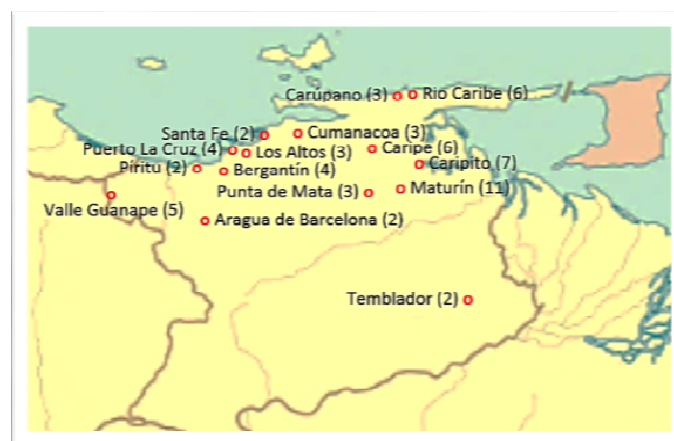 Carúpano (3)
Rio Caribe (6)
Santa Fe (2)
Cumanacoa (3)
Puerto La Cruz (4)
Los Altos (3)
Caripe (6)
Píritu (2)
Bergantín (4)
Caripito (7)
Punta de Mata (3)
Maturín (11)
Valle Guanape (5)
Aragua de Barcelona (2)
Temblador (2)